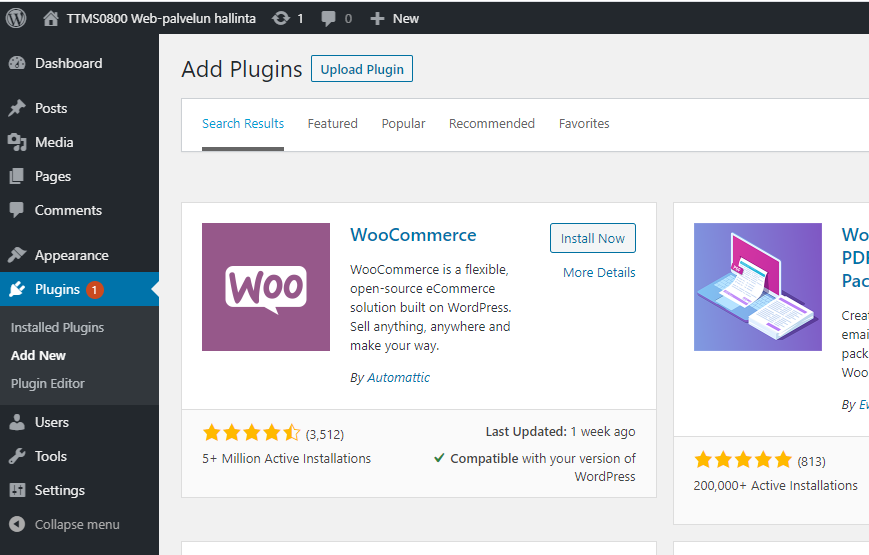 TTMS0800 Web-palvelun hallinta 1 0 New
Dashboard
Posts
Media
Pages
Comments
Appearance
Plugins 1
Installed Plugins
Add New
Plugin Editor
Users
Tools
Settings
Collapse menu
Add Plugins Upload Plugin
Search Results Featured Popular Recommended Favorites
WOO
WooCommerce
Install Now
More Details
WooCommerce is a flexible,
open-source eCommerce
solution built on WordPress.
Sell anything, anywhere and
make your way.
By Automattic
(3,512)
5+ Million Active Installations
Last Updated: 1 week ago
Compatible with your version of
WordPress
PDF
Wo
PDF
Pac
Creat
emai
pack
Woo
By Ev
(813)
200,000+ Active Installations